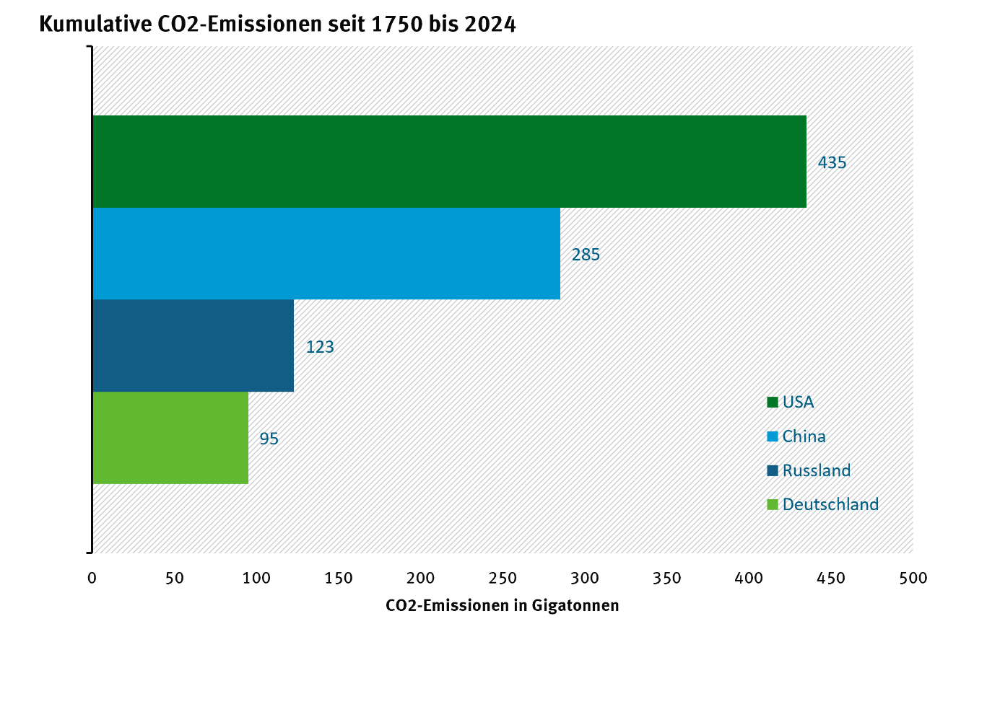 Kumulative CO2-Emissionen seit 1750 bis 2024
435
285
123
95
USA
China
Russland
Deutschland
0 50 100 150 200 250 300 350 400 450 500
CO2-Emissionen in Gigatonnen